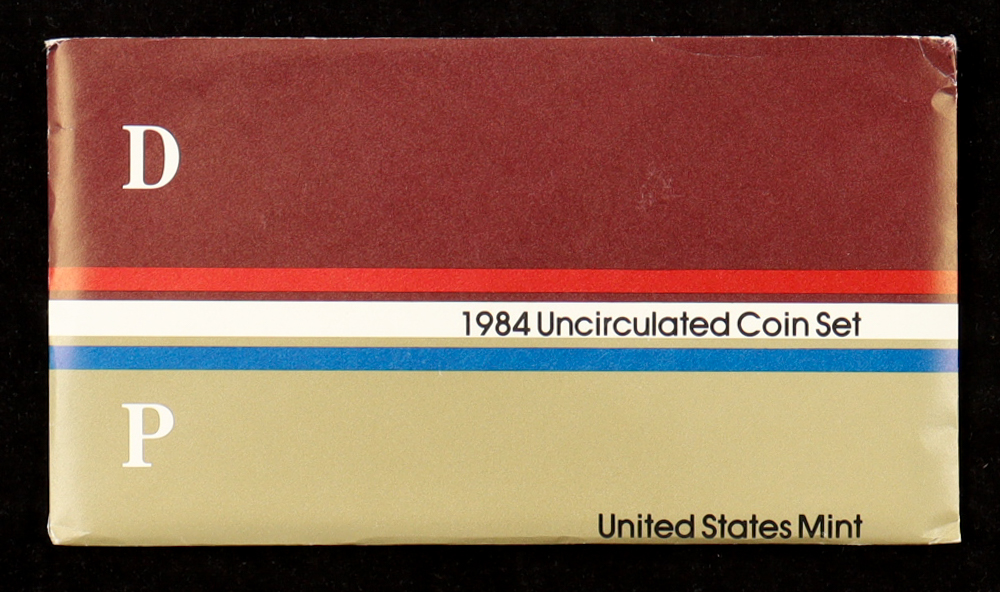 D
1984 Uncirculated Coin Set
P
United States Mint